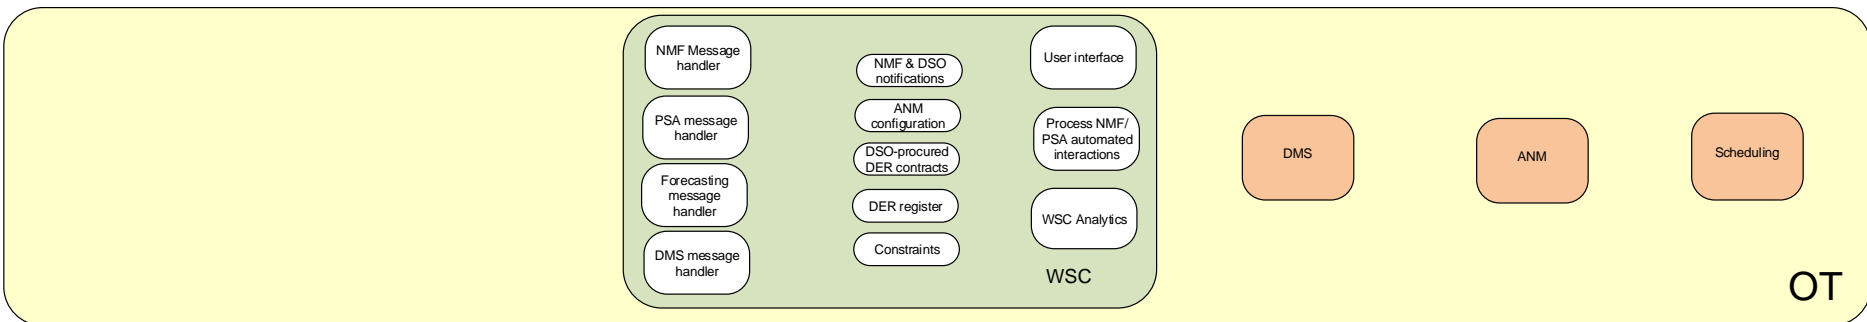 NMF Message
handler
PSA message
handler
Forecasting
message
handler
DMS message
handler
NMF & DSO
notifications
ANM
configuration
DSO-procured
DER contracts
DER register
Constraints
User interface
Process NMF/
PSA automated
interactions
WSC Analytics
WSC
DMS
ANM
Scheduling
OT